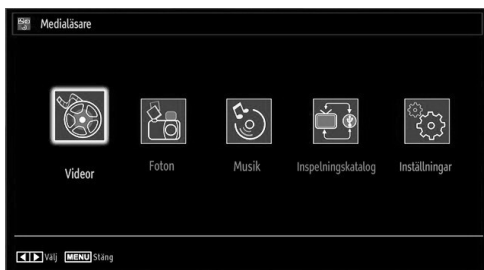 Medialäsare
Videor
Foton
Musik
Inspelningskatalog
Inställningar
Välj MENU Stäng